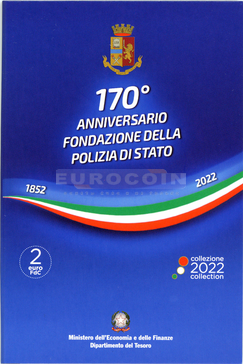 170°
ANNIVERSARIO
FONDAZIONE DELLA
POLIZIA DI STATO
EUROCOIN
1852
2022
2
euro
FdC
collezione
2022
collection
Ministero dell'Economia e delle Finanze
Dipartimento del Tesoro